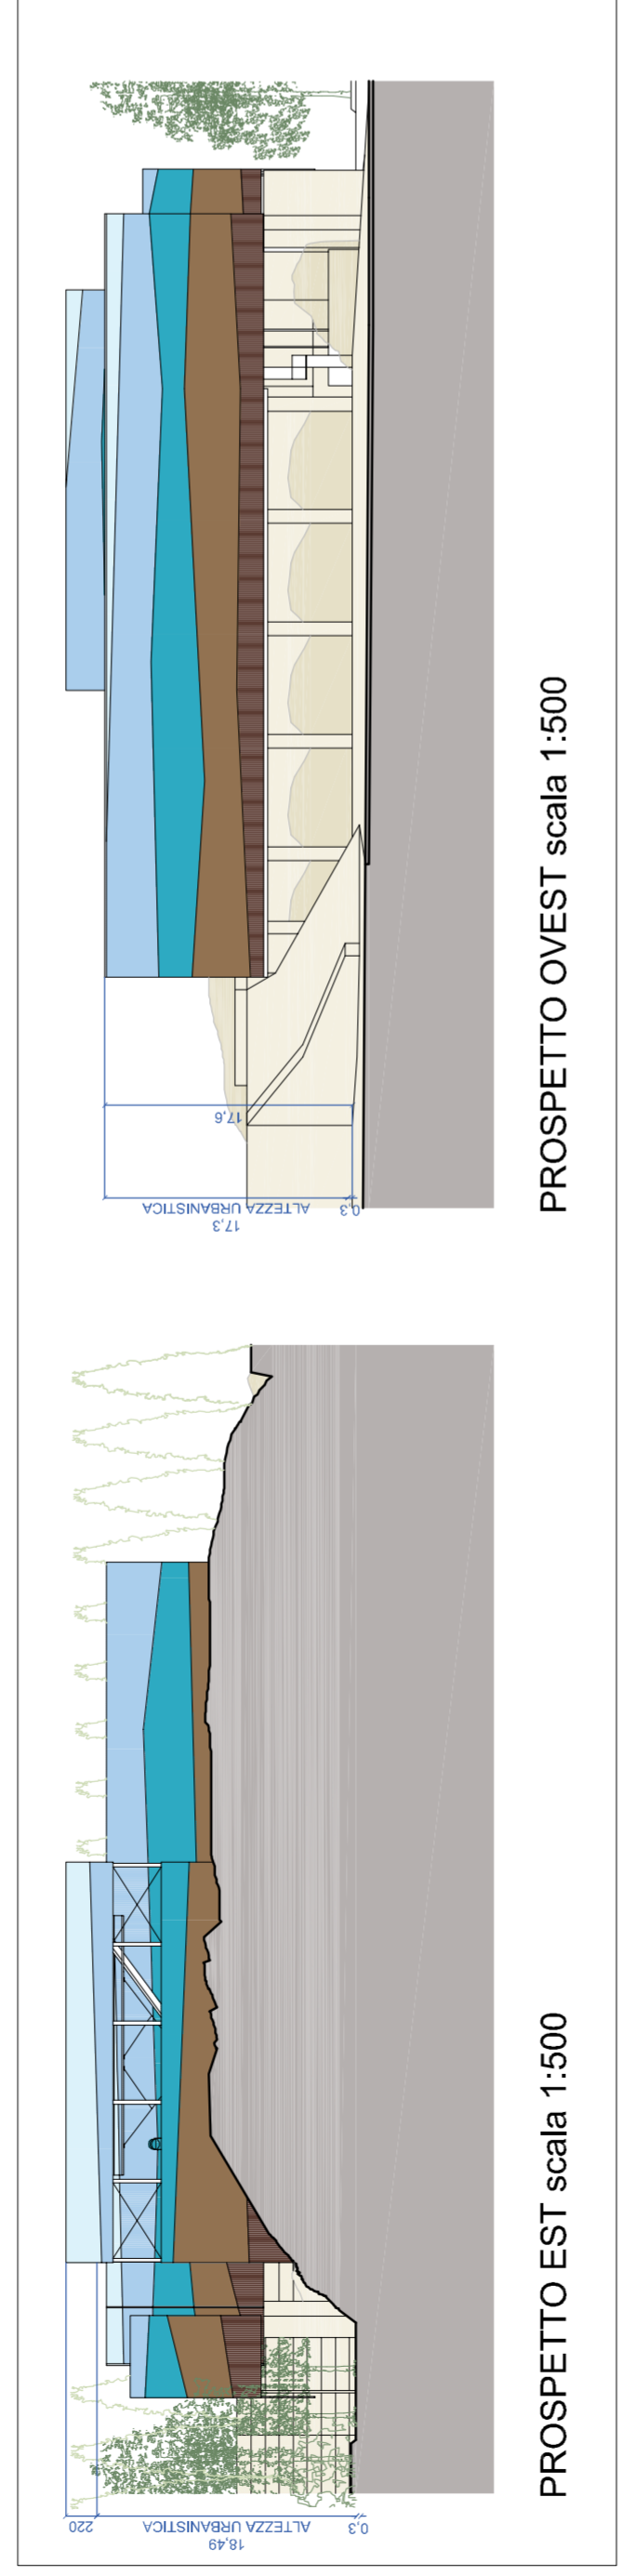 PROSPETTO OVEST scala 1:500
17,6
17,3
ALTEZZA URBANISTICA
0,3
PROSPETTO EST scala 1:500
220
18,49
ALTEZZA URBANISTICA
0,3